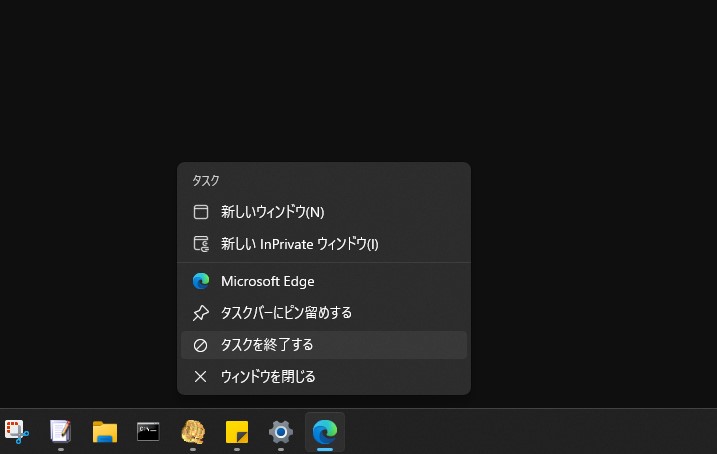 タスク
新しいウィンドウ(N)
新しい InPrivate ウィンドウ(I)
Microsoft Edge
タスクバーにピン留めする
タスクを終了する
ウィンドウを閉じる